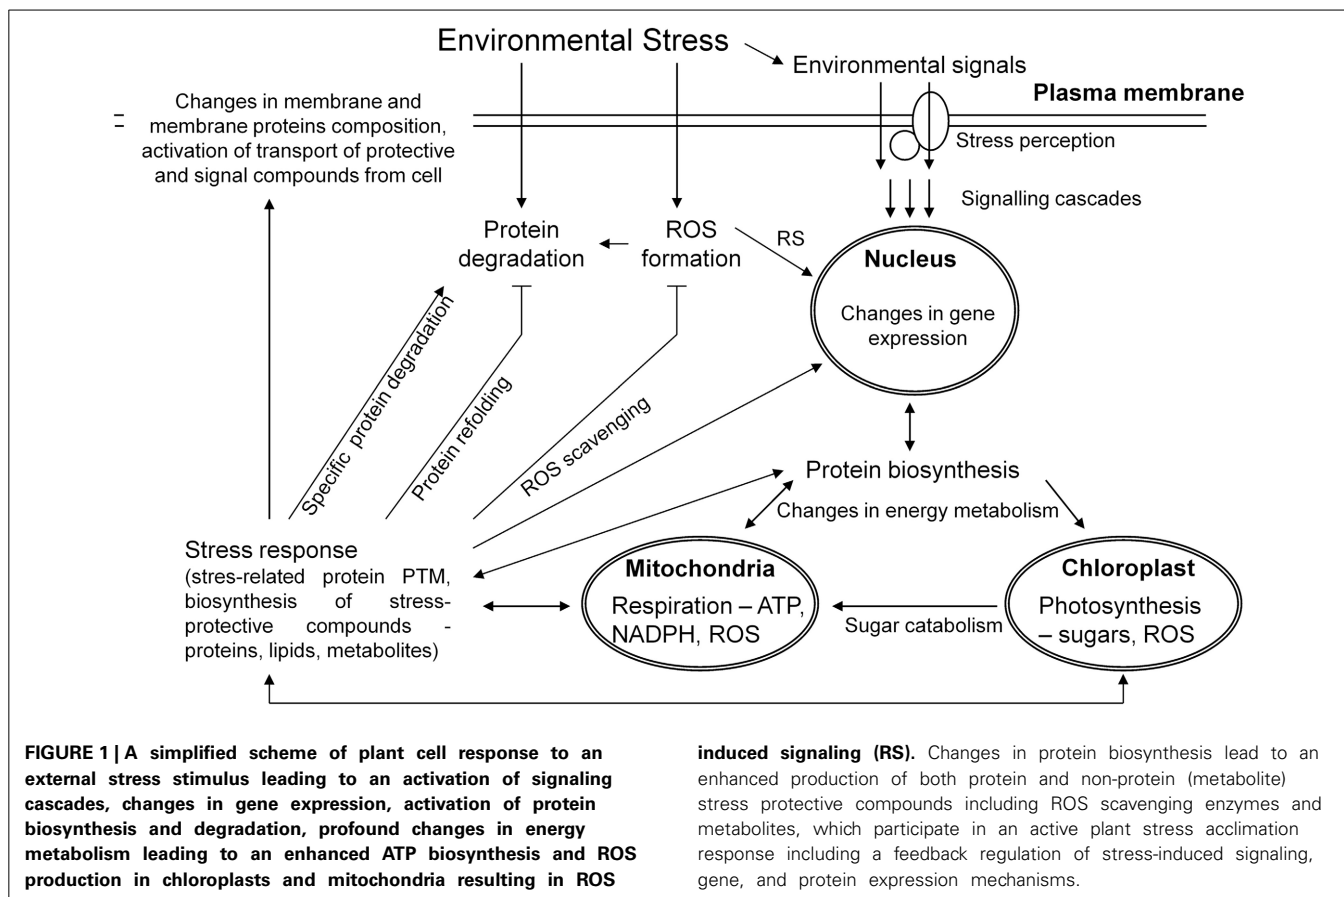 Environmental Stress
Environmental signals
Plasma membrane
Changes in membrane and
membrane proteins composition,
activation of transport of protective
and signal compounds from cell
Stress perception
Signalling cascades
Protein
degradation
ROS
formation
RS
Nucleus
Changes in gene
expression
Specific protein degradation
Protein refolding
ROS scavenging
Protein biosynthesis
Changes in energy metabolism
Stress response
(stres-related protein PTM,
biosynthesis of stress-
protective compounds -
proteins, lipids, metabolites)
Mitochondria
Respiration – ATP,
NADPH, ROS
Sugar catabolism
Chloroplast
Photosynthesis
– sugars, ROS
FIGURE 1 | A simplified scheme of plant cell response to an
external stress stimulus leading to an activation of signaling
cascades, changes in gene expression, activation of protein
biosynthesis and degradation, profound changes in energy
metabolism leading to an enhanced ATP biosynthesis and ROS
production in chloroplasts and mitochondria resulting in ROS
induced signaling (RS). Changes in protein biosynthesis lead to an
enhanced production of both protein and non-protein (metabolite)
stress protective compounds including ROS scavenging enzymes and
metabolites, which participate in an active plant stress acclimation
response including a feedback regulation of stress-induced signaling,
gene, and protein expression mechanisms.